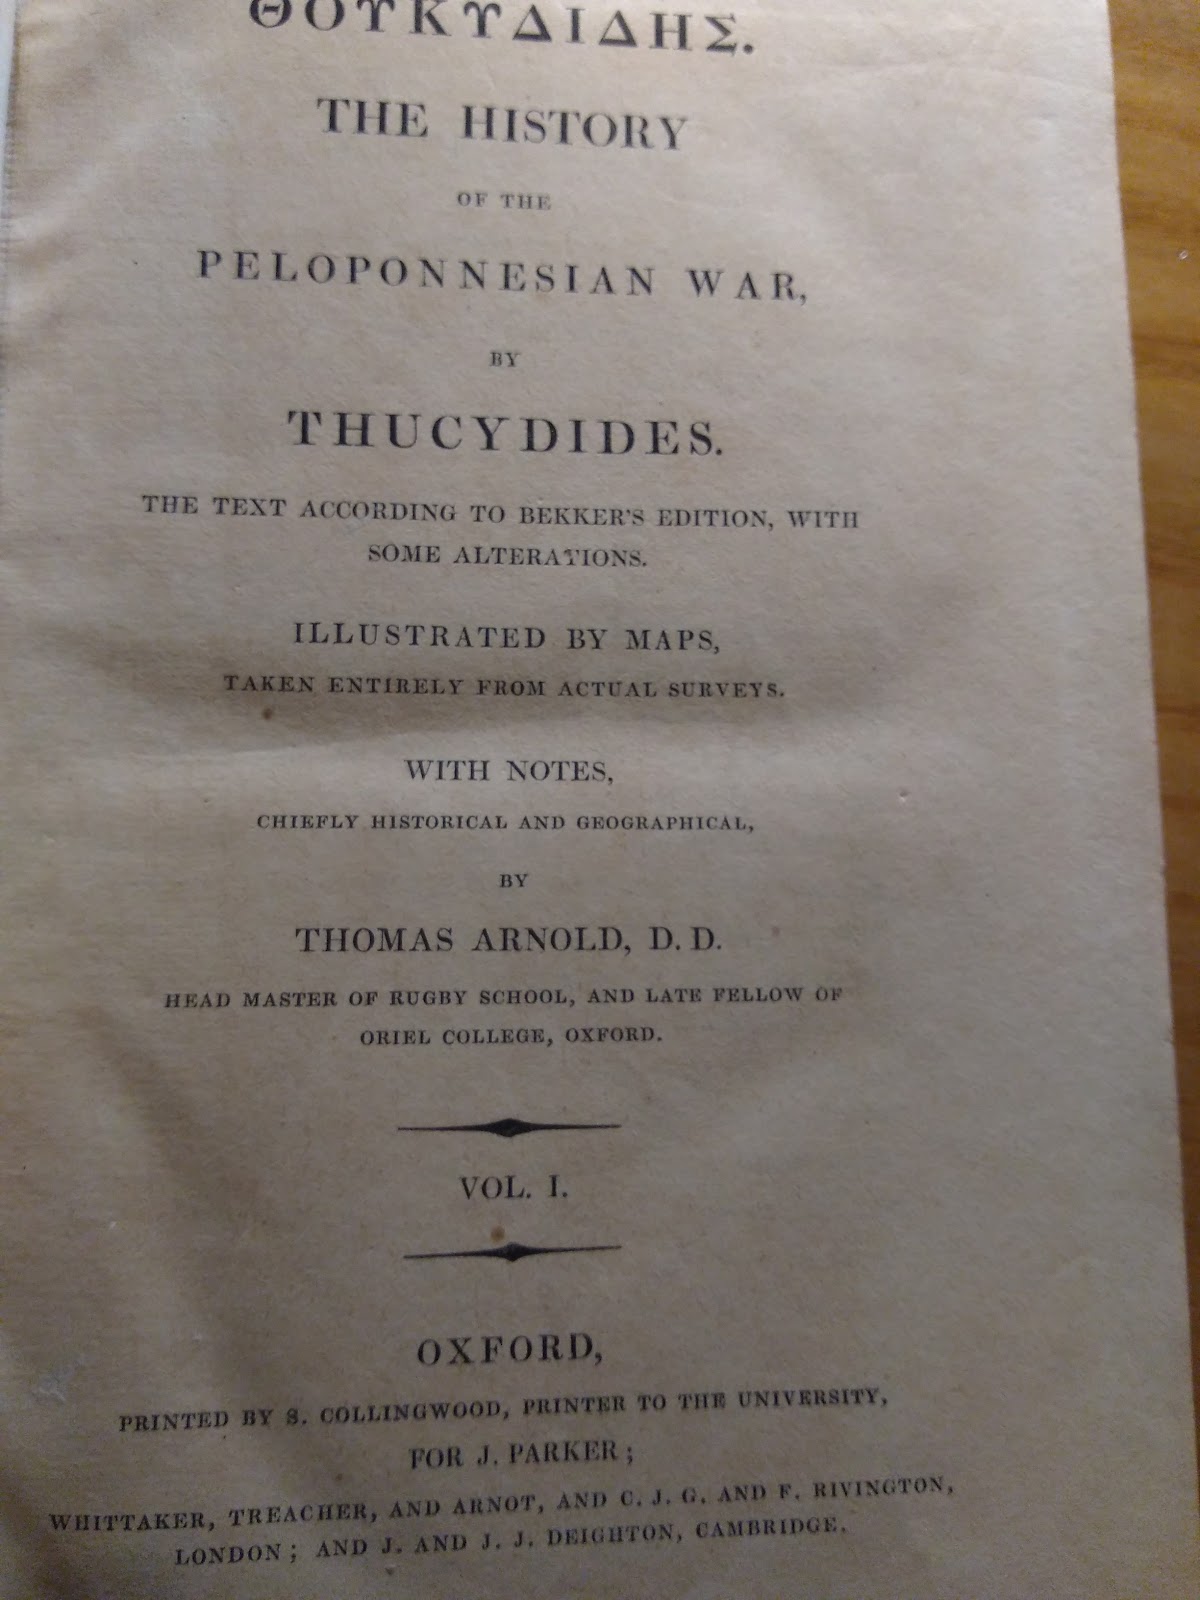 ΘΟΥΚΥΔΙΔΗΣ.
THE HISTORY
OF THE
PELOPONNESIAN WAR,
BY
THUCYDIDES.
THE TEXT ACCORDING TO BEKKER'S EDITION, WITH
SOME ALTERATIONS.
ILLUSTRATED BY MAPS,
TAKEN ENTIRELY FROM ACTUAL SURVEYS.
WITH NOTES,
CHIEFLY HISTORICAL AND GEOGRAPHICAL,
BY
THOMAS ARNOLD, D. D.
HEAD MASTER OF RUGBY SCHOOL, AND LATE FELLOW OF
ORIEL COLLEGE, OXFORD.
VOL. I.
OXFORD,
PRINTED BY S. COLLINGWOOD, PRINTER TO THE UNIVERSITY,
FOR J. PARKER;
WHITTAKER, TREACHER, AND ARNOT, AND C. J. G. AND F. RIVINGTON,
LONDON; AND J. AND J. J. DEIGHTON, CAMBRIDGE.